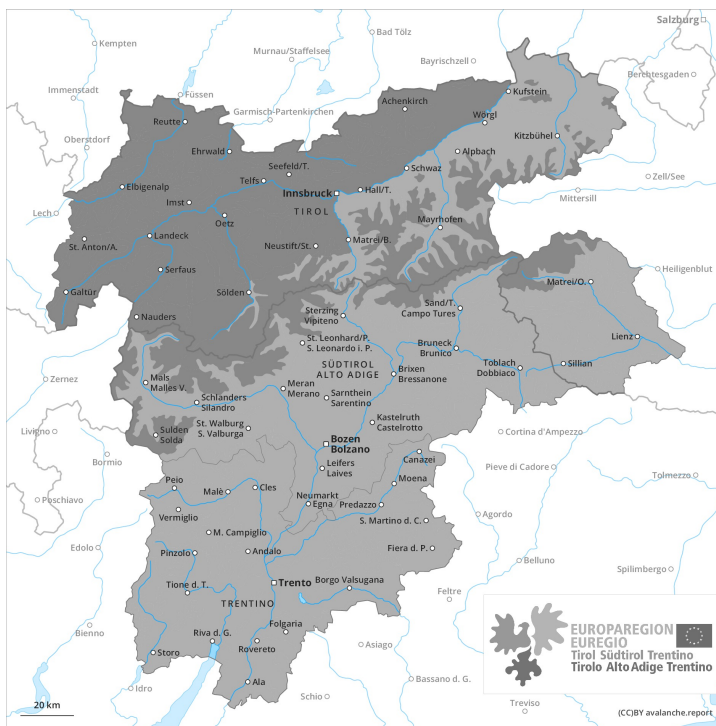 Salzburg
Kempten
Bad Tölz
Murnau/Staffelsee
Bayrischzell
Berchtesgaden
Immenstadt
Füssen
Kufstein
Achenkirch
Garmisch-Partenkirchen
Wörgl
Reutte
Kitzbühel
Oberstdorf
Ehrwald
Alpbach
Seefeld/T.
Schwaz
Zell/See
Telfs
Elbigenalp
Innsbruck
Hall/T.
Mittersill
Imst
TIROL
Lech
Oetz
Mayrhofen
Landeck
St. Anton/A.
Neustift/St.
Matrei/B.
Serfaus
Heiligenblut
Matrei/O.
Galtür
Sölden
Sand/T.
Campo Tures
Nauders
Sterzing
Vipiteno
Lienz
St. Leonhard/P.
S. Leonardo i. P.
Bruneck
Brunico
Toblach
Dobbiaco
Sillian
SÜDTIROL
ALTO ADIGE
Brixen
Bressanone
Zernez
Mals
Malles V.
Meran
Merano
Sarnthein
Sarentino
Schlanders
Silandro
Kastelruth
Castelrotto
St. Walburg
S. Valburga
Livigno
Sulden
Solda
Bozen
Bolzano
Cortina d'Ampezzo
Bormio
Leifers
Laives
Canazei
Pieve di Cadore
Tolmezzo
Peio
Moena
Malè
Cles
Neumarkt
Egna
Predazzo
Poschiavo
Vermiglio
S. Martino d. C.
Agordo
M. Campiglio
Edolo
Pinzolo
Andalo
Fiera d. P.
Belluno
Spilimbergo
Tione d. T.
Trento
Borgo Valsugana
Feltre
TRENTINO
Folgaria
Bienno
Riva d. G.
Rovereto
Asiago
Storo
Idro
Ala
Schio
Bassano d. G.
EUROPAREGION
EUREGIO
Tirol Südtirol Trentino
Tirolo Alto Adige Trentino
Treviso
20 km
(CC)BY avalanche.report